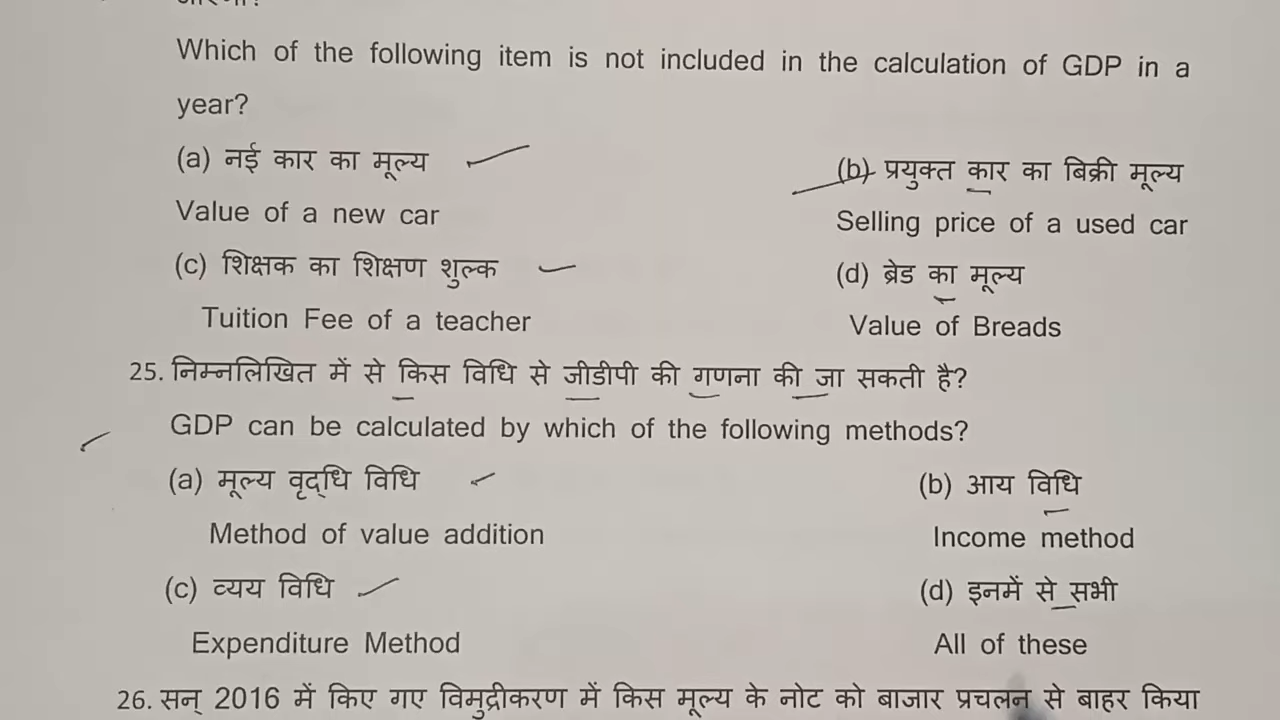 Which of the following item is not included in the calculation of GDP in a
year?
(a) नई कार का मूल्य (b) प्रयुक्त कार का बिक्री मूल्य
Value of a new car Selling price of a used car
(c) शिक्षक का शिक्षण शुल्क (d) ब्रेड का मूल्य
Tuition Fee of a teacher Value of Breads
25. निम्नलिखित में से किस विधि से जीडीपी की गणना की जा सकती है?
GDP can be calculated by which of the following methods?
(a) मूल्य वृद्धि विधि (b) आय विधि
Method of value addition Income method
(c) व्यय विधि (d) इनमें से सभी
Expenditure Method All of these
26. सन् 2016 में किए गए विमुद्रीकरण में किस मूल्य के नोट को बाजार प्रचलन से बाहर किया